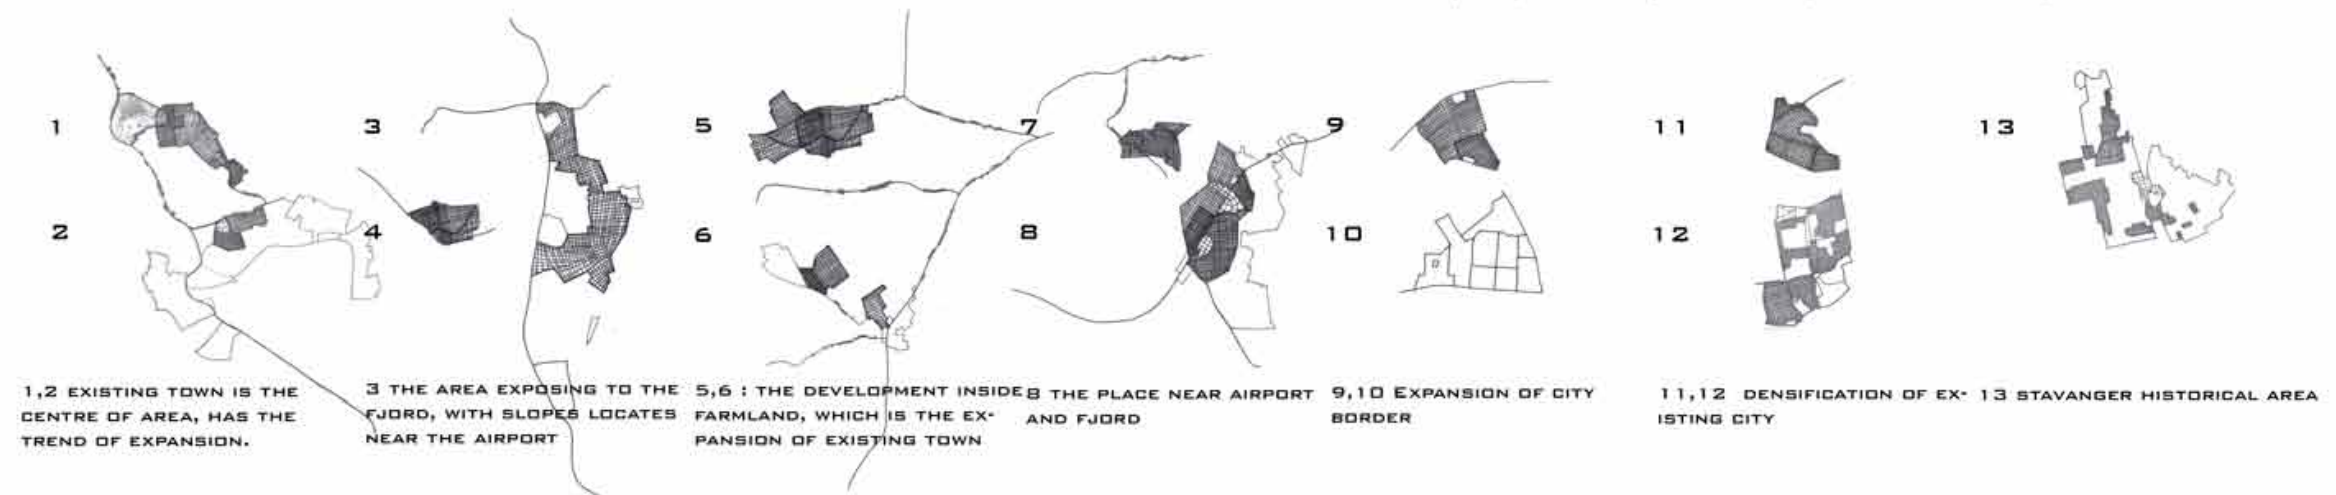 1
2
3
4
5
6
7
8
9
10
11
12
13
1,2 EXISTING TOWN IS THE
CENTRE OF AREA, HAS THE
TREND OF EXPANSION.
3 THE AREA EXPOSING TO THE
FJORD, WITH SLOPES LOCATES
NEAR THE AIRPORT
5,6 : THE DEVELOPMENT INSIDE
FARMLAND, WHICH IS THE EX-
PANSION OF EXISTING TOWN
8 THE PLACE NEAR AIRPORT
AND FJORD
9,10 EXPANSION OF CITY
BORDER
11,12 DENSIFICATION OF EX-
ISTING CITY
13 STAVANGER HISTORICAL AREA